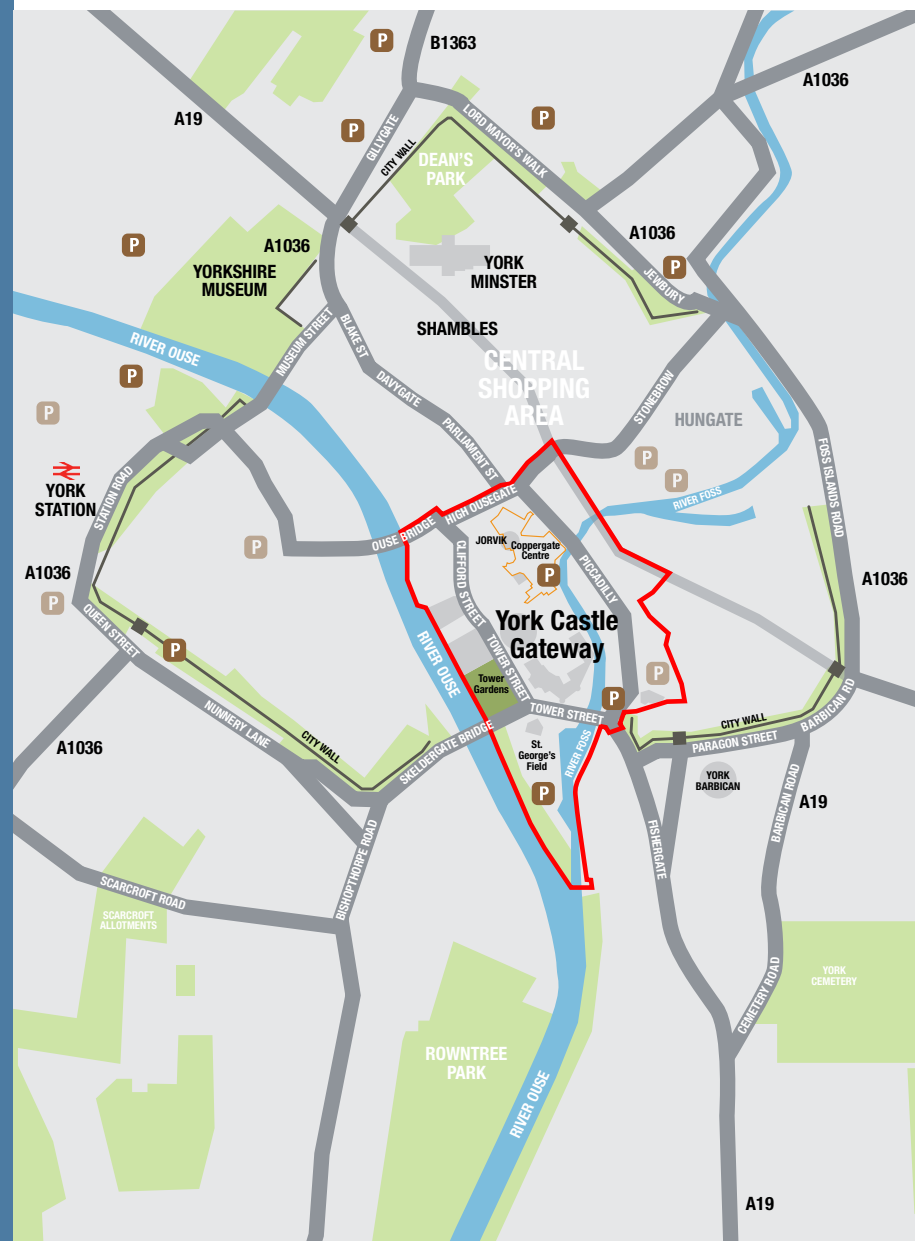 P
B1363
A1036
A19
P
P
GILLYGATE
LORD MAYOR'S WALK
CITY WALL
DEAN'S
PARK
P
A1036
A1036
YORKSHIRE
MUSEUM
YORK
MINSTER
P
JEWBURY
RIVER OUSE
MUSEUM STREET
BLAKE ST
SHAMBLES
CENTRAL
SHOPPING
AREA
P
DAVYGATE
STONEBROW
P
PARLIAMENT ST
HUNGATE
FOSS ISLANDS ROAD
YORK
STATION
STATION ROAD
P
P
RIVER FOSS
HIGH OUSEGATE
OUSE BRIDGE
P
JORVIK
Coppergate
Centre
CLIFFORD STREET
P
PICCADILLY
A1036
A1036
P
QUEEN STREET
P
York Castle
Gateway
RIVER OUSE
TOWER STREET
P
Tower
Gardens
P
TOWER STREET
NUNNERY LANE
CITY WALL
SKELDERGATE BRIDGE
CITY WALL
PARAGON STREET
BARBICAN RD
A1036
St.
George's
Field
RIVER FOSS
P
YORK
BARBICAN
BARBICAN ROAD
A19
FISHERGATE
BISHOPTHORPE ROAD
SCARCROFT ROAD
SCARCROFT
ALLOTMENTS
YORK
CEMETERY
CEMETERY ROAD
ROWNTREE
PARK
RIVER OUSE
A19